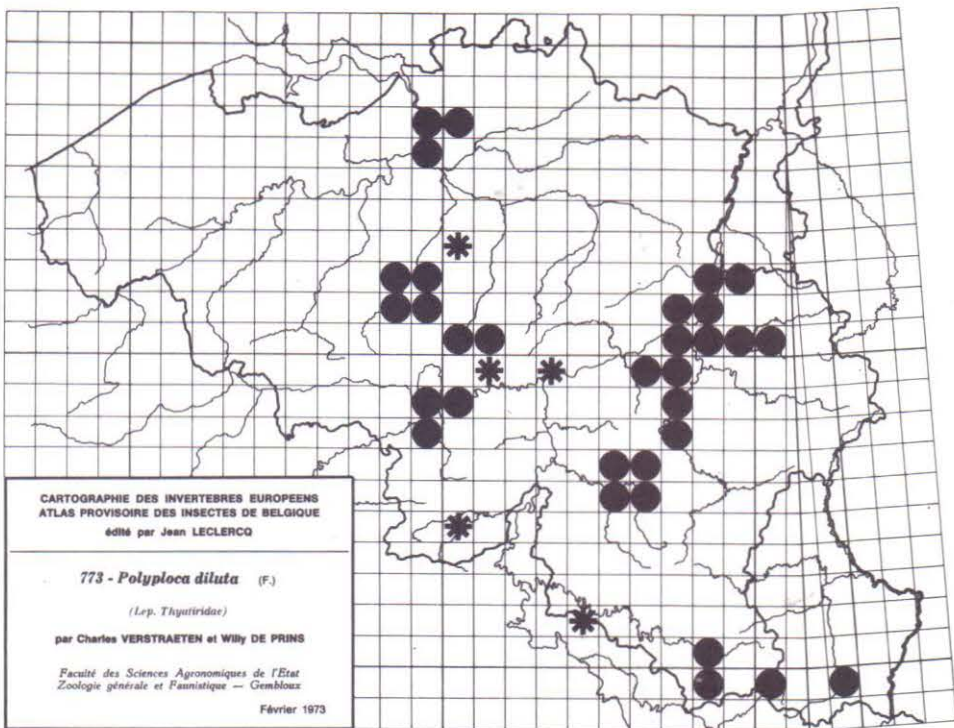 CARTOGRAPHIE DES INVERTEBRES EUROPEENS
ATLAS PROVISOIRE DES INSECTES DE BELGIQUE
édité par Jean LECLERCQ
773 - Polyploca diluta (F.)
(Lep. Thyatiridae)
par Charles VERSTRAETEN et Willy DE PRINS
Faculté des Sciences Agronomiques de l'Etat
Zoologie générale et Faunistique — Gembloux
Février 1973